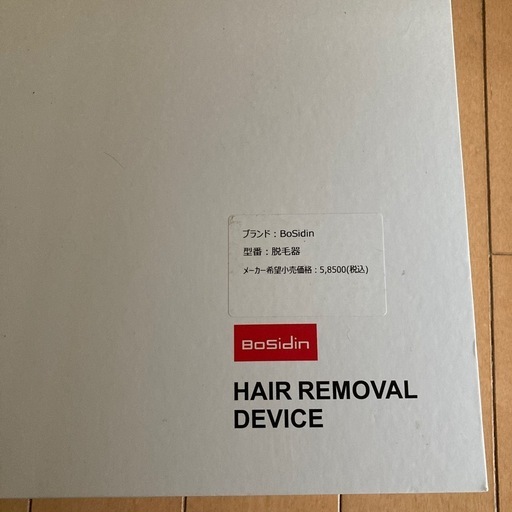 ブランド : BoSidin
型番 : 脱毛器
メーカー希望小売価格 : 5,8500(税込)
BoSidin
HAIR REMOVAL
DEVICE